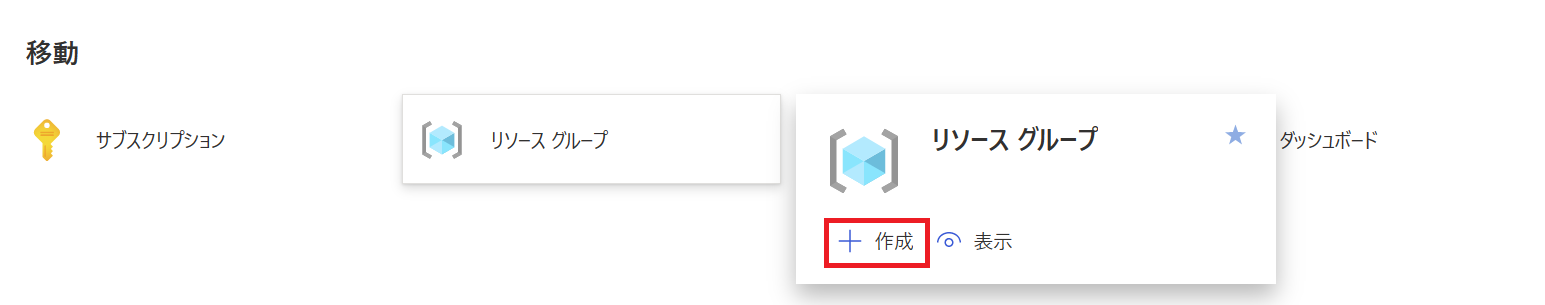 移動
サブスクリプション
リソース グループ
リソース グループ
ダッシュボード
作成
表示